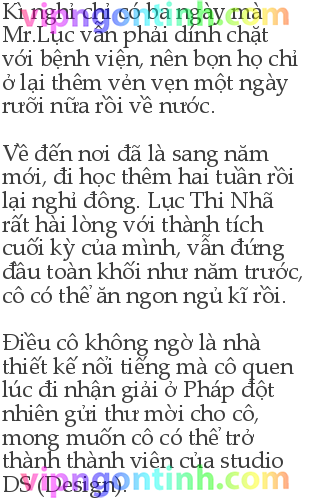 Kì nghỉ chỉ có ba ngày mà
Mr.Lục vẫn phải dính chặt
với bệnh viện, nên bọn họ chỉ
ở lại thêm vẻn vẹn một ngày
rưỡi nữa rồi về nước.
Về đến nơi đã là sang năm
mới, đi học thêm hai tuần rồi
lại nghỉ đông. Lục Thi Nhã
rất hài lòng với thành tích
cuối kỳ của mình, vẫn đứng
đầu toàn khối như năm trước,
cô có thể ăn ngon ngủ kĩ rồi.
Điều cô không ngờ là nhà
thiết kế nổi tiếng mà cô quen
lúc đi nhận giải ở Pháp đột
nhiên gửi thư mời cho cô,
mong muốn cô có thể trở
thành thành viên của studio
DS (Design).
vipngontinh.com
vipngontinh.com